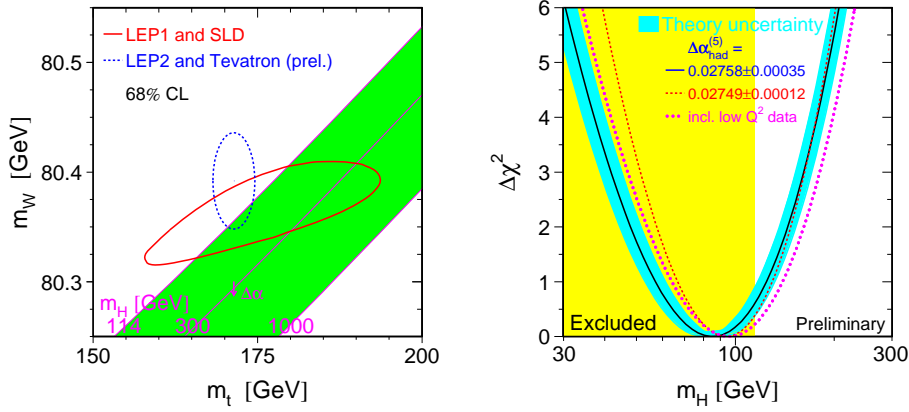 LEP1 and SLD
LEP2 and Tevatron (prel.)
68% CL
80.5
80.4
80.3
m_W [GeV]
Δα
m_H [GeV]
114 300 1000
150 175 200
m_t [GeV]
Theory uncertainty
Δα_had^(5) =
0.02758±0.00035
0.02749±0.00012
incl. low Q² data
6
5
4
3
2
1
0
Δχ²
Excluded
Preliminary
30 100 300
m_H [GeV]